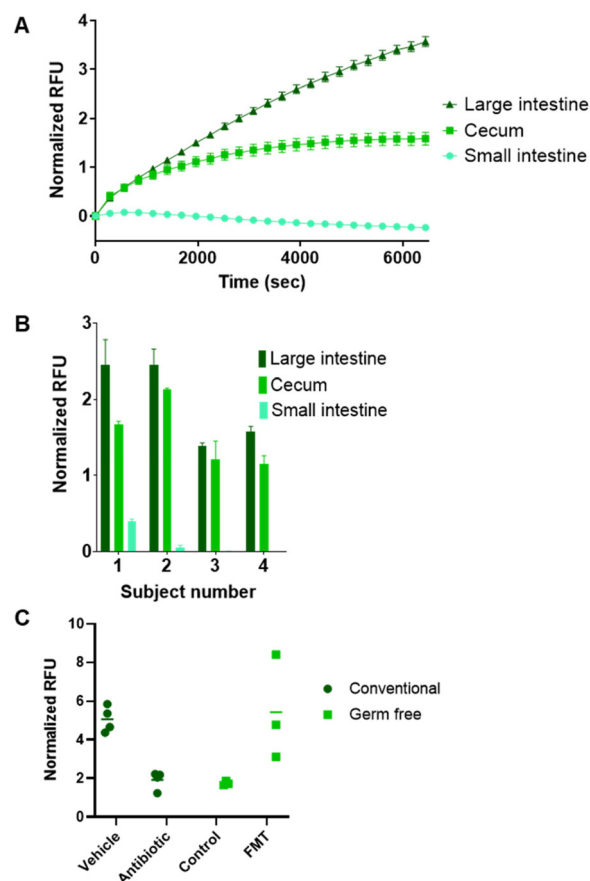 A
Normalized RFU
4
3
2
1
0
0 2000 4000 6000
Time (sec)
Large intestine
Cecum
Small intestine
B
Normalized RFU
3
2
1
0
1 2 3 4
Subject number
Large intestine
Cecum
Small intestine
C
Normalized RFU
10
8
6
4
2
0
Vehicle Antibiotic Control FMT
Conventional
Germ free